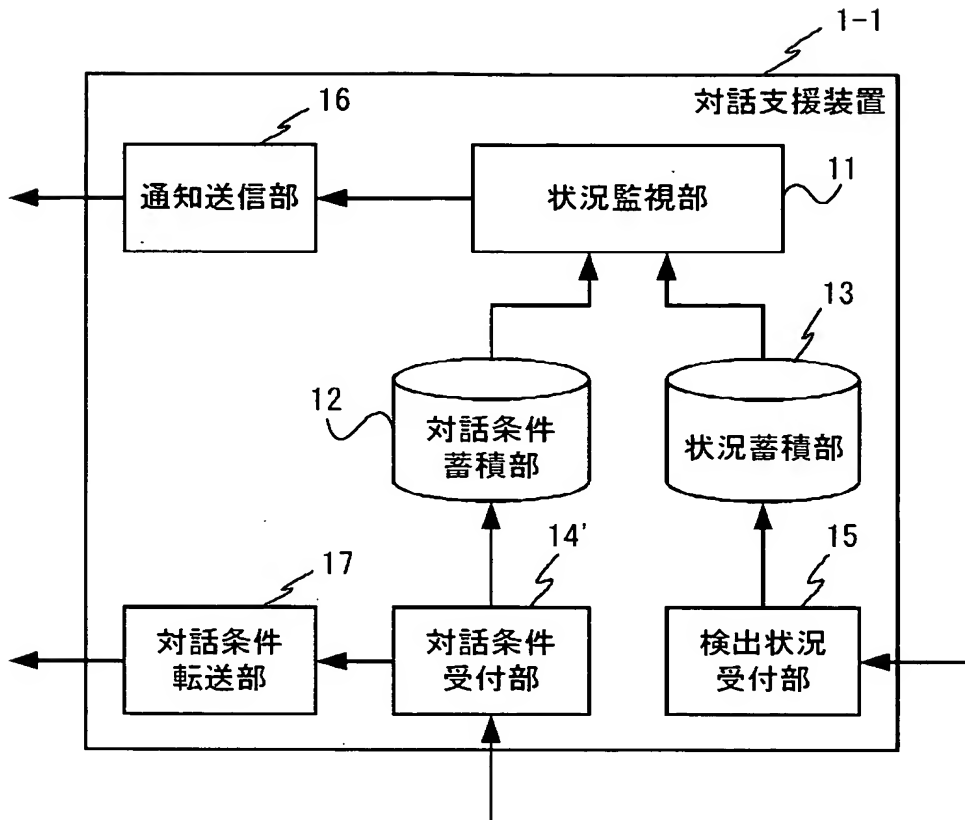 1-1
対話支援装置
16
通知送信部
状況監視部
11
13
12
対話条件
蓄積部
状況蓄積部
17
14'
15
対話条件
転送部
対話条件
受付部
検出状況
受付部